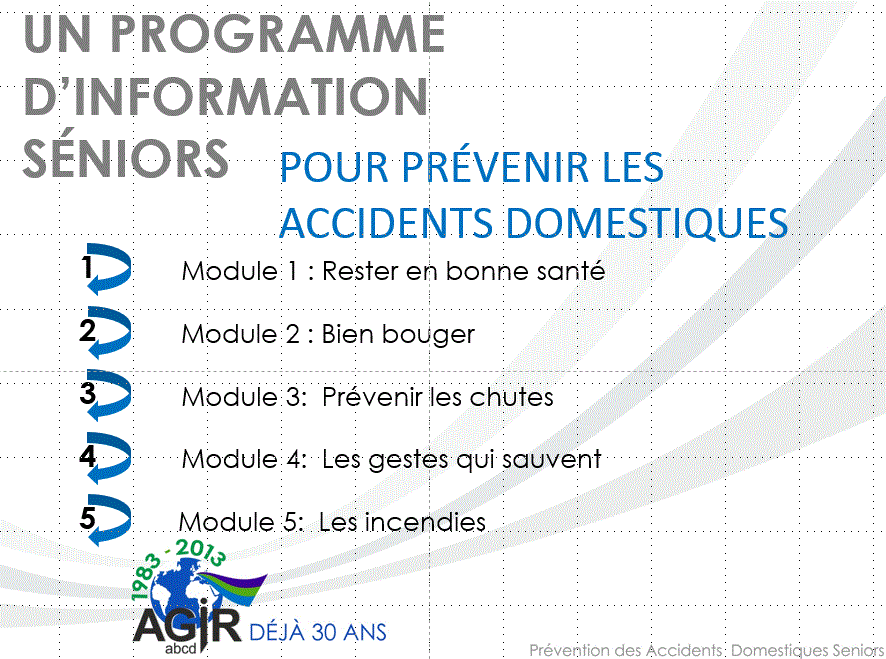 UN PROGRAMME
D’INFORMATION
SÉNIORS
POUR PRÉVENIR LES
ACCIDENTS DOMESTIQUES
1 Module 1 : Rester en bonne santé
2 Module 2 : Bien bouger
3 Module 3:  Prévenir les chutes
4 Module 4:  Les gestes qui sauvent
5 Module 5:  Les incendies
1983 - 2013
AGIR
abcd
DÉJÀ 30 ANS
Prévention des Accidents  Domestiques Seniors